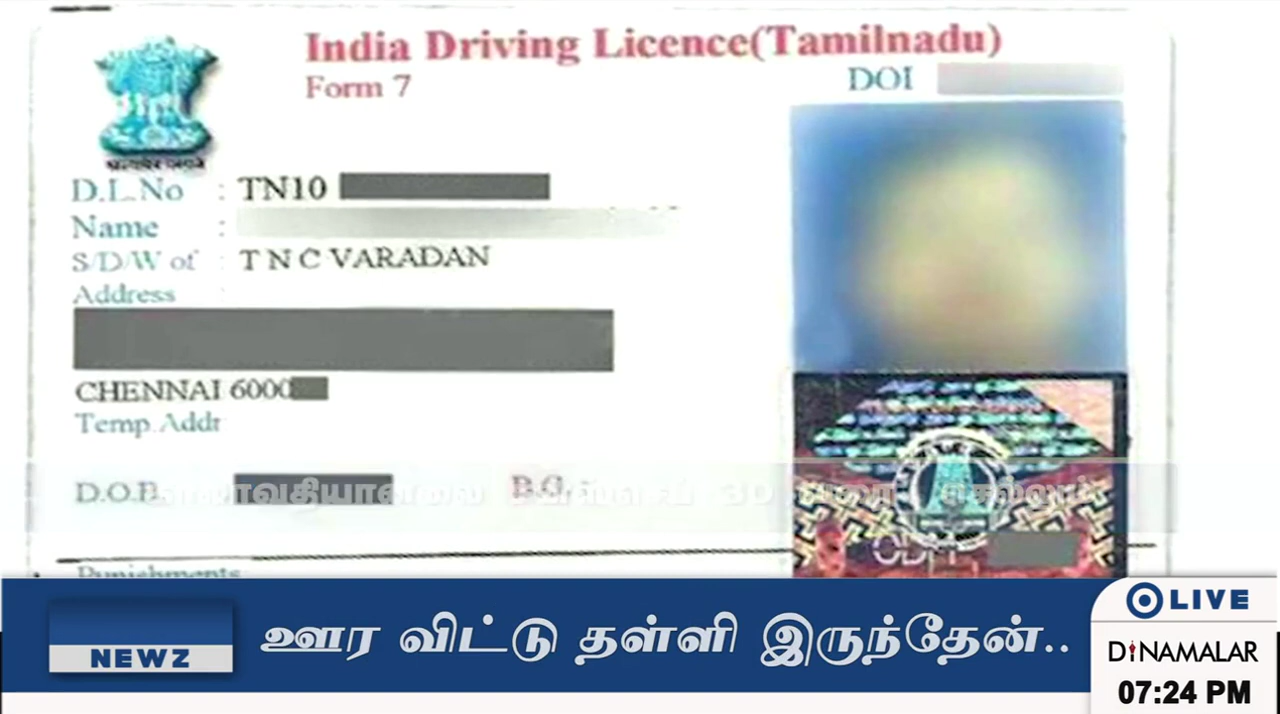 India Driving Licence(Tamilnadu)
Form 7
DOI
D.L.No : TN10
Name :
S/D/W of : T N C VARADAN
Address :
CHENNAI 6000
Temp.Addr
D.O.B.
B.G. :
Punishments
NEWZ
ஊர விட்டு தள்ளி இருந்தேன்..
LIVE
DINAMALAR
07:24 PM